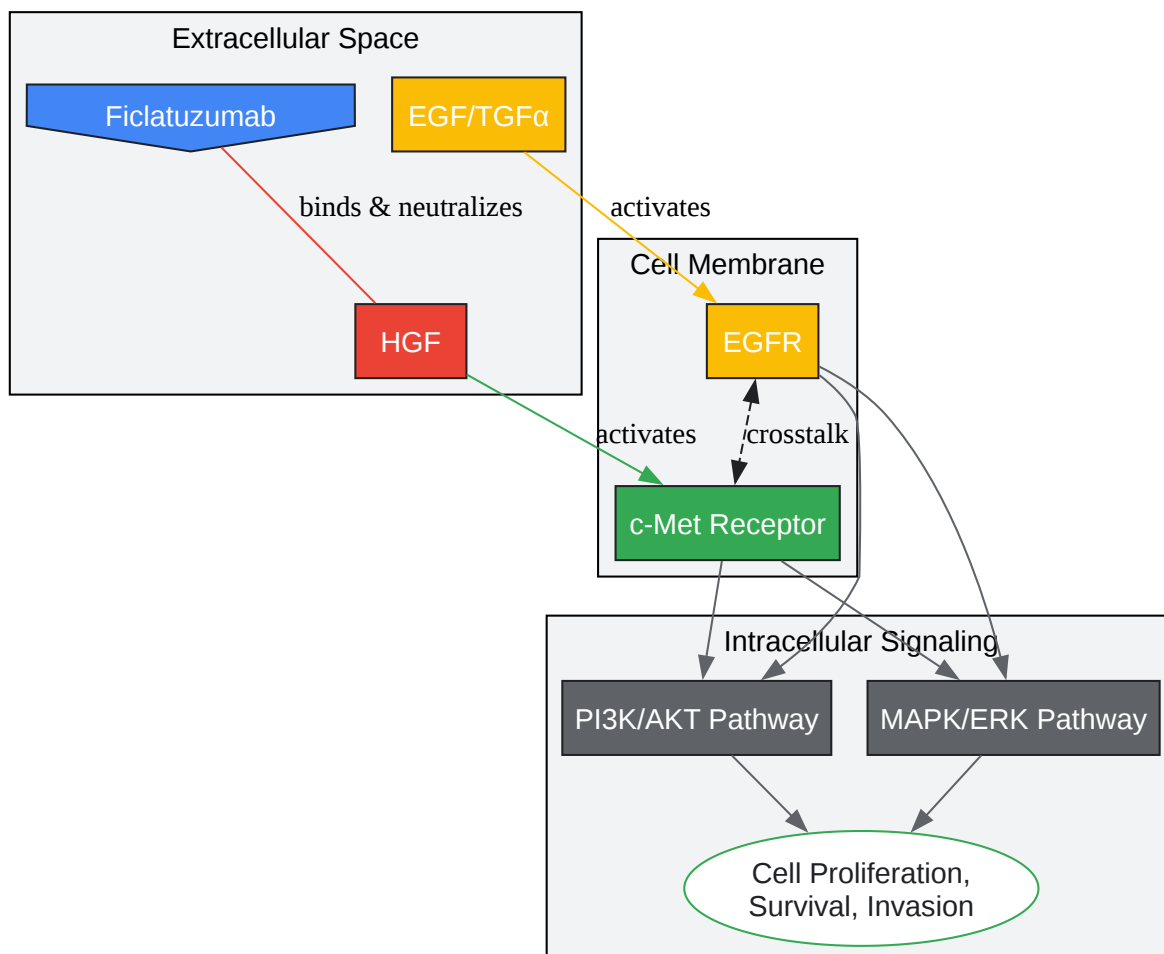 Extracellular Space
Ficlatuzumab
EGF/TGFα
binds & neutralizes
activates
Cell Membrane
HGF
EGFR
activates
crosstalk
c-Met Receptor
Intracellular Signaling
PI3K/AKT Pathway
MAPK/ERK Pathway
Cell Proliferation,
Survival, Invasion